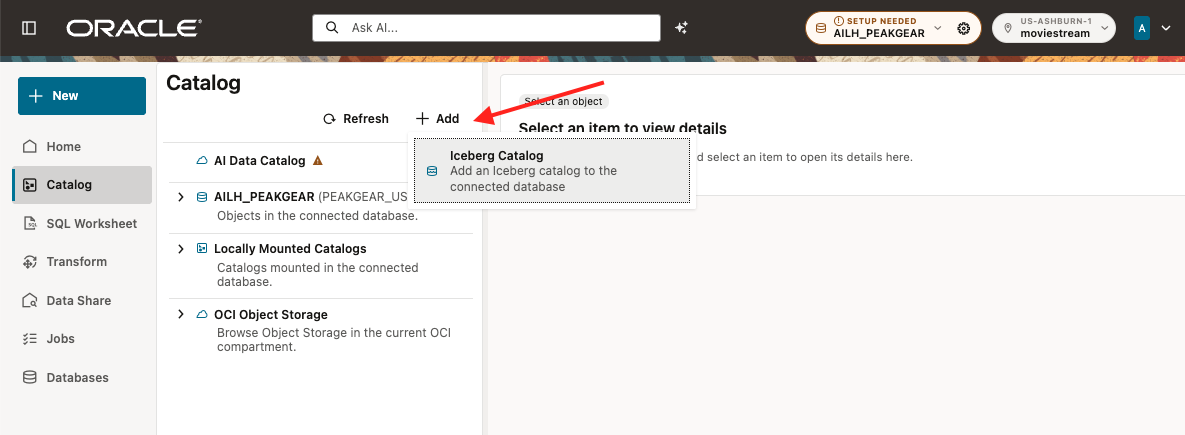 ORACLE
Ask AI...
SETUP NEEDED
AILH_PEAKGEAR
US-ASHBURN-1
moviestream
A
New
Home
Catalog
SQL Worksheet
Transform
Data Share
Jobs
Databases
Catalog
Refresh
Add
Iceberg Catalog
Add an Iceberg catalog to the
connected database
AI Data Catalog
AILH_PEAKGEAR (PEAKGEAR_US
Objects in the connected database.
Locally Mounted Catalogs
Catalogs mounted in the connected
database.
OCI Object Storage
Browse Object Storage in the current OCI
compartment.
Select an object
Select an item to view details
d select an item to open its details here.